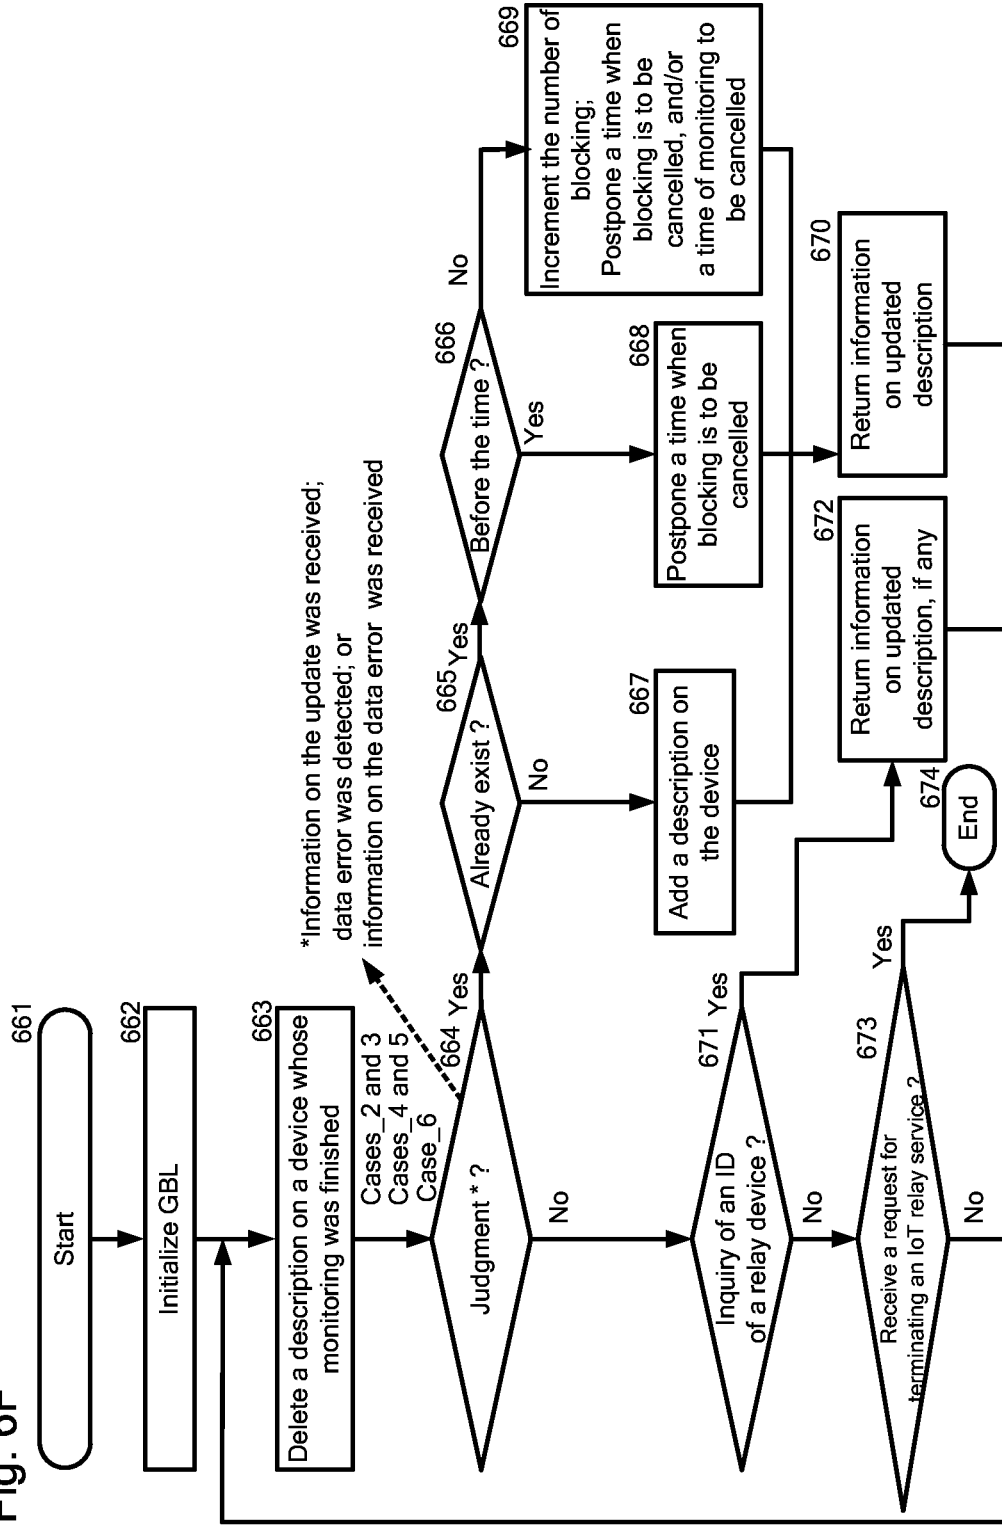 Fig. 6F
661
Start
662
Initialize GBL
663
Delete a description on a device whose
monitoring was finished
Cases_2 and 3
Cases_4 and 5
Case_6
664
Judgment * ?
Yes
No
*Information on the update was received;
data error was detected; or
information on the data error was received
665
Already exist ?
Yes
No
666
Before the time ?
No
Yes
667
Add a description on
the device
668
Postpone a time when
blocking is to be
cancelled
669
Increment the number of
blocking;
Postpone a time when
blocking is to be
cancelled, and/or
a time of monitoring to
be cancelled
670
Return information
on updated
description
671
Inquiry of an ID
of a relay device ?
Yes
No
672
Return information
on updated
description, if any
673
Receive a request for
terminating an IoT relay service ?
Yes
No
674
End